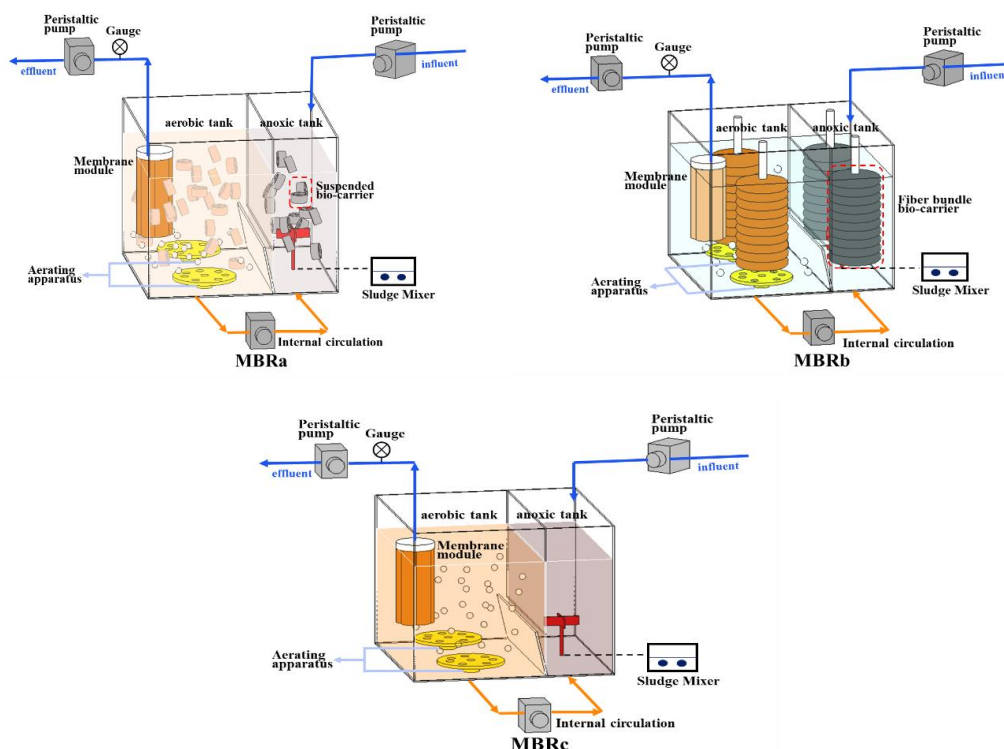 Peristaltic
pump
Gauge
effluent
Peristaltic
pump
influent
aerobic tank
anoxic tank
Membrane
module
Suspended
bio-carrier
Aerating
apparatus
Sludge Mixer
Internal circulation
MBRa
Peristaltic
pump
Gauge
effluent
Peristaltic
pump
influent
aerobic tank
anoxic tank
Membrane
module
Fiber bundle
bio-carrier
Aerating
apparatus
Sludge Mixer
Internal circulation
MBRb
Peristaltic
pump
Gauge
effluent
Peristaltic
pump
influent
aerobic tank
anoxic tank
Membrane
module
Aerating
apparatus
Sludge Mixer
Internal circulation
MBRc